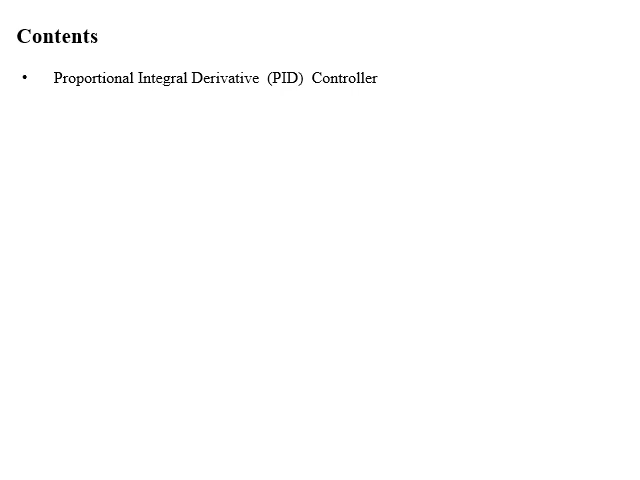 Contents
• Proportional Integral Derivative (PID) Controller